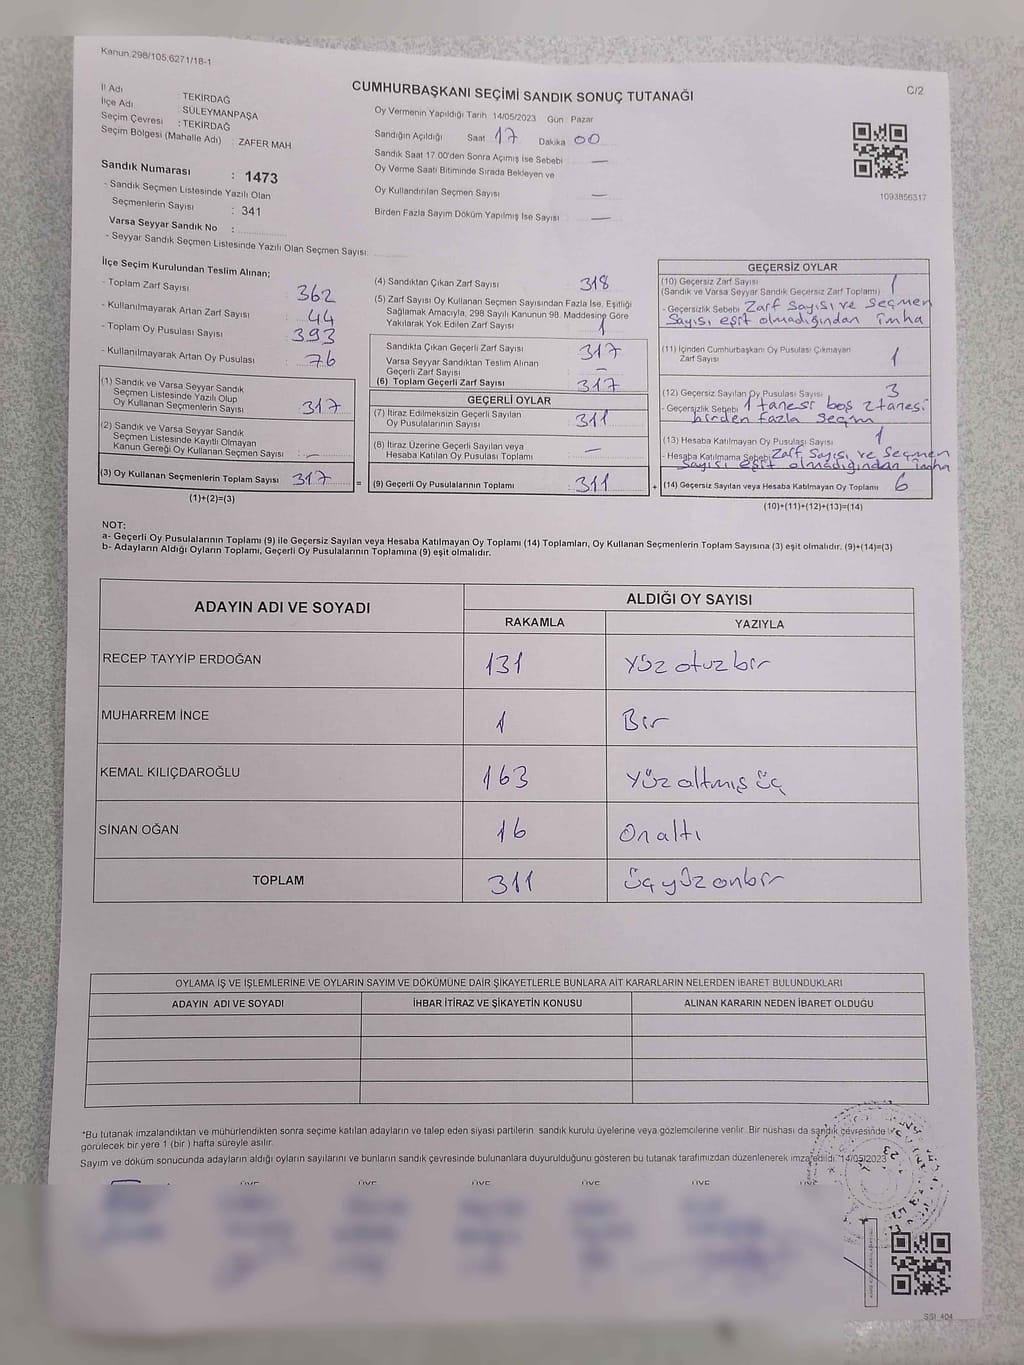 Kanun.298/105,6271/18-1
C/2
CUMHURBAŞKANI SEÇİMİ SANDIK SONUÇ TUTANAĞI
İl Adı : TEKİRDAĞ
İlçe Adı : SÜLEYMANPAŞA
Seçim Çevresi : TEKİRDAĞ
Seçim Bölgesi (Mahalle Adı) : ZAFER MAH
Sandık Numarası : 1473
- Sandık Seçmen Listesinde Yazılı Olan
Seçmenlerin Sayısı : 341
Varsa Seyyar Sandık No :
- Seyyar Sandık Seçmen Listesinde Yazılı Olan Seçmen Sayısı:
Oy Vermenin Yapıldığı Tarih 14/05/2023 Gün Pazar
Sandığın Açıldığı Saat 17 Dakika 00
Sandık Saat 17.00'den Sonra Açımış İse Sebebi —
Oy Verme Saati Bitiminde Sırada Bekleyen ve
Oy Kullandırılan Seçmen Sayısı —
Birden Fazla Sayım Döküm Yapılmış İse Sayısı —
1093856317
İlçe Seçim Kurulundan Teslim Alınan;
- Toplam Zarf Sayısı 362
- Kullanılmayarak Artan Zarf Sayısı 44
- Toplam Oy Pusulası Sayısı 393
- Kullanılmayarak Artan Oy Pusulası 76
(1) Sandık ve Varsa Seyyar Sandık
Seçmen Listesinde Yazılı Olup
Oy Kullanan Seçmenlerin Sayısı : 317
(2) Sandık ve Varsa Seyyar Sandık
Seçmen Listesinde Kayıtlı Olmayan
Kanun Gereği Oy Kullanan Seçmen Sayısı : —
(3) Oy Kullanan Seçmenlerin Toplam Sayısı 317 =
(1)+(2)=(3)
(4) Sandıktan Çıkan Zarf Sayısı : 318
(5) Zarf Sayısı Oy Kullanan Seçmen Sayısından Fazla İse, Eşitliği
Sağlamak Amacıyla, 298 Sayılı Kanunun 98. Maddesine Göre
Yakılarak Yok Edilen Zarf Sayısı : 1
Sandıkta Çıkan Geçerli Zarf Sayısı : 317
Varsa Seyyar Sandıktan Teslim Alınan
Geçerli Zarf Sayısı : —
(6) Toplam Geçerli Zarf Sayısı : 317
GEÇERLİ OYLAR
(7) İtiraz Edilmeksizin Geçerli Sayılan
Oy Pusulalarının Sayısı : 311
(8) İtiraz Üzerine Geçerli Sayılan veya
Hesaba Katılan Oy Pusulası Toplamı : —
(9) Geçerli Oy Pusulalarının Toplamı : 311 +
GEÇERSİZ OYLAR
(10) Geçersiz Zarf Sayısı 1
(Sandık ve Varsa Seyyar Sandık Geçersiz Zarf Toplamı)
- Geçersizlik Sebebi Zarf sayısı ve seçmen
sayısı eşit olmadığından imha
(11) İçinden Cumhurbaşkanı Oy Pusulası Çıkmayan
Zarf Sayısı 1
(12) Geçersiz Sayılan Oy Pusulası Sayısı : 3
- Geçersizlik Sebebi 1 tanesi boş 2 tanesi
birden fazla seçim
(13) Hesaba Katılmayan Oy Pusulası Sayısı 1
- Hesaba Katılmama Sebebi Zarf Sayısı ve Seçmen
sayısı eşit olmadığından imha
(14) Geçersiz Sayılan veya Hesaba Katılmayan Oy Toplamı 6
(10)+(11)+(12)+(13)=(14)
NOT:
a- Geçerli Oy Pusulalarının Toplamı (9) ile Geçersiz Sayılan veya Hesaba Katılmayan Oy Toplamı (14) Toplamları, Oy Kullanan Seçmenlerin Toplam Sayısına (3) eşit olmalıdır. (9)+(14)=(3)
b- Adayların Aldığı Oyların Toplamı, Geçerli Oy Pusulalarının Toplamına (9) eşit olmalıdır.
ADAYIN ADI VE SOYADI
ALDIĞI OY SAYISI
RAKAMLA YAZIYLA
RECEP TAYYİP ERDOĞAN 131 Yüz otuz bir
MUHARREM İNCE 1 Bir
KEMAL KILIÇDAROĞLU 163 Yüz altmış üç
SİNAN OĞAN 16 On altı
TOPLAM 311 Üç yüz onbir
OYLAMA İŞ VE İŞLEMLERİNE VE OYLARIN SAYIM VE DÖKÜMÜNE DAİR ŞİKAYETLERLE BUNLARA AİT KARARLARIN NELERDEN İBARET BULUNDUKLARI
ADAYIN ADI VE SOYADI İHBAR İTİRAZ VE ŞİKAYETİN KONUSU ALINAN KARARIN NEDEN İBARET OLDUĞU
*Bu tutanak imzalandıktan ve mühürlendikten sonra seçime katılan adayların ve talep eden siyasi partilerin sandık kurulu üyelerine veya gözlemcilerine verilir. Bir nüshası da sandık çevresinde
görülecek bir yere 1 (bir ) hafta süreyle asılır.
Sayım ve döküm sonucunda adayların aldığı oyların sayılarını ve bunların sandık çevresinde bulunanlara duyurulduğunu gösteren bu tutanak tarafımızdan düzenlenerek imza edildi. 14/05/2023
ÜYE ÜYE ÜYE ÜYE ÜYE
SSI_404